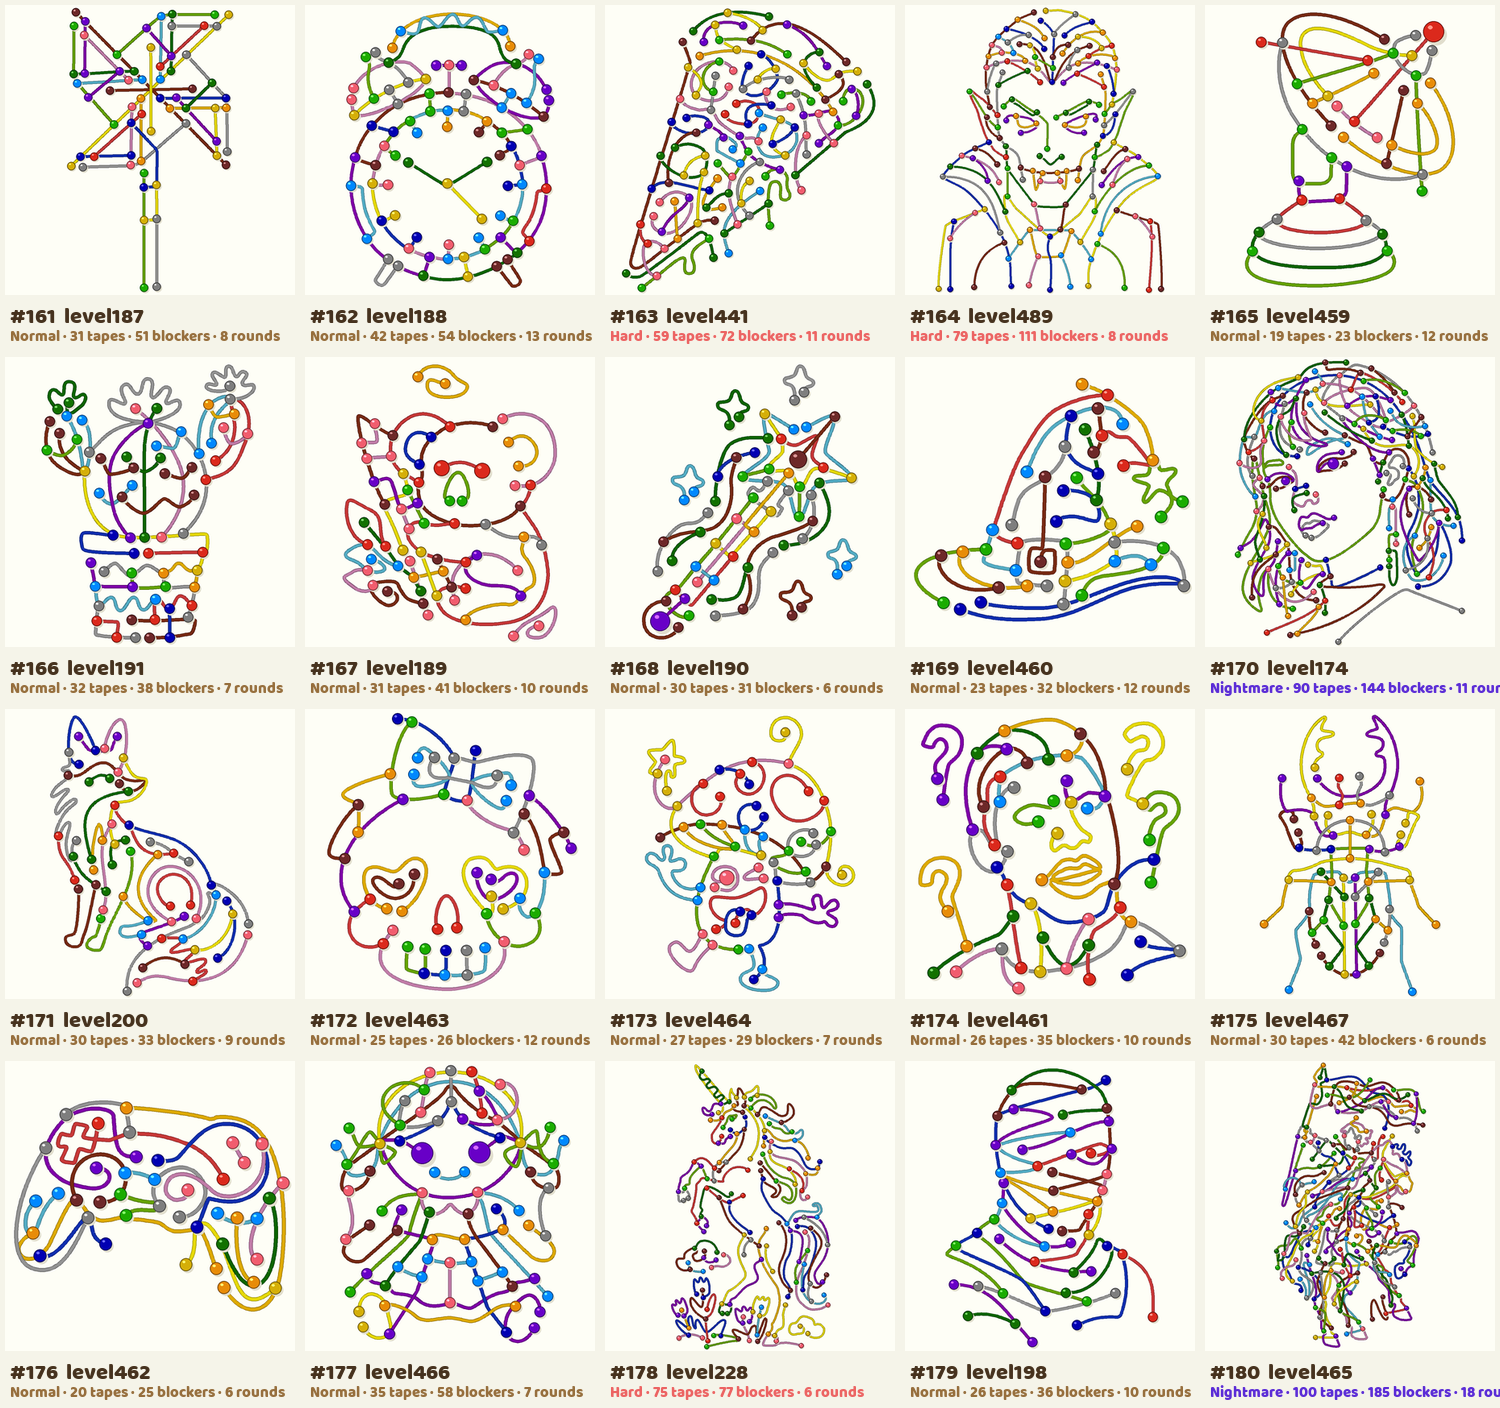 #161 level187
Normal · 31 tapes · 51 blockers · 8 rounds
#162 level188
Normal · 42 tapes · 54 blockers · 13 rounds
#163 level441
Hard · 59 tapes · 72 blockers · 11 rounds
#164 level489
Hard · 79 tapes · 111 blockers · 8 rounds
#165 level459
Normal · 19 tapes · 23 blockers · 12 rounds
#166 level191
Normal · 32 tapes · 38 blockers · 7 rounds
#167 level189
Normal · 31 tapes · 41 blockers · 10 rounds
#168 level190
Normal · 30 tapes · 31 blockers · 6 rounds
#169 level460
Normal · 23 tapes · 32 blockers · 12 rounds
#170 level174
Nightmare · 90 tapes · 144 blockers · 11 roun
#171 level200
Normal · 30 tapes · 33 blockers · 9 rounds
#172 level463
Normal · 25 tapes · 26 blockers · 12 rounds
#173 level464
Normal · 27 tapes · 29 blockers · 7 rounds
#174 level461
Normal · 26 tapes · 35 blockers · 10 rounds
#175 level467
Normal · 30 tapes · 42 blockers · 6 rounds
#176 level462
Normal · 20 tapes · 25 blockers · 6 rounds
#177 level466
Normal · 35 tapes · 58 blockers · 7 rounds
#178 level228
Hard · 75 tapes · 77 blockers · 6 rounds
#179 level198
Normal · 26 tapes · 36 blockers · 10 rounds
#180 level465
Nightmare · 100 tapes · 185 blockers · 18 rou